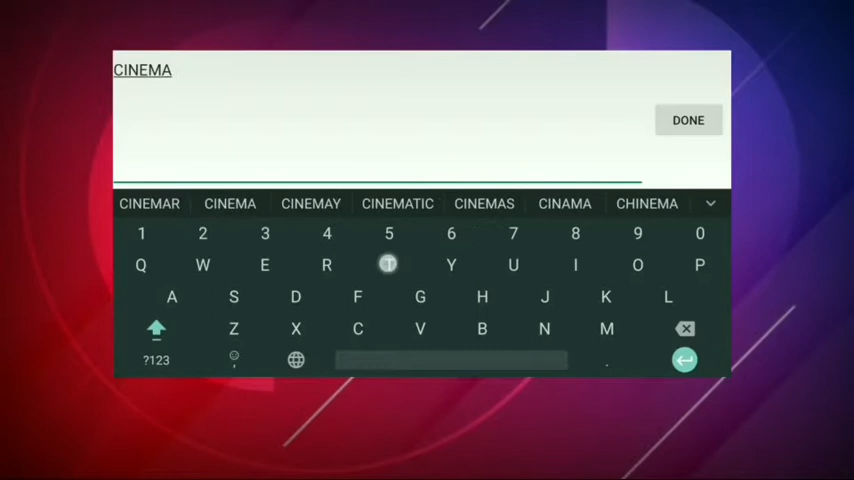 CINEMA
DONE
CINEMAR CINEMA CINEMAY CINEMATIC CINEMAS CINAMA CHINEMA
1 2 3 4 5 6 7 8 9 0
Q W E R T Y U I O P
A S D F G H J K L
Z X C V B N M
?123 , .